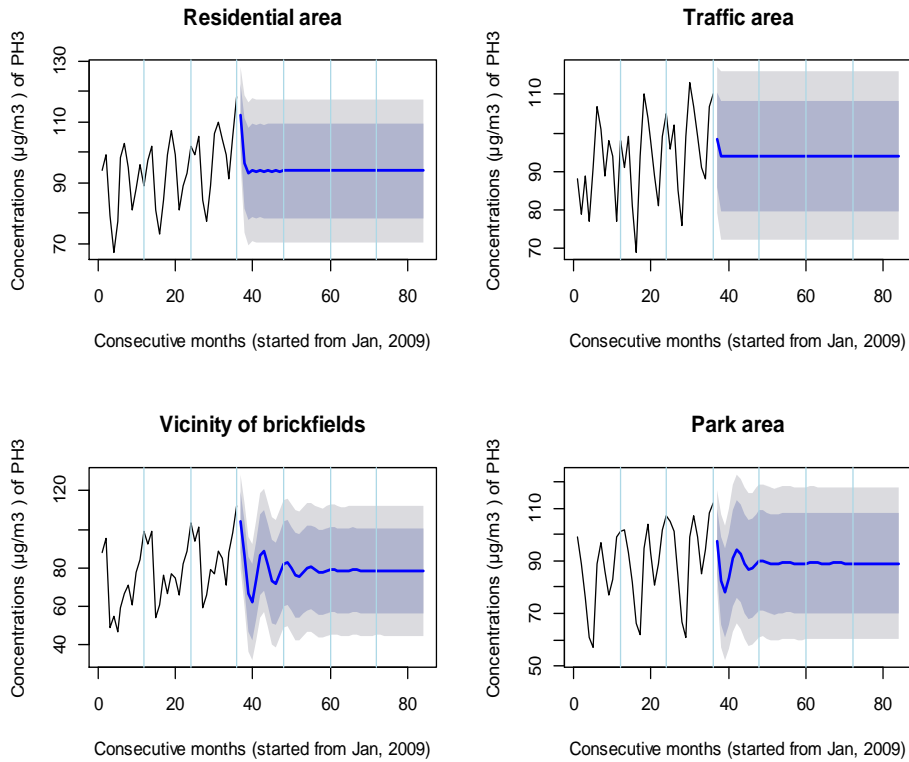 Residential area
Concentrations (µg/m3 ) of PH3
130
110
90
70
0 20 40 60 80
Consecutive months (started from Jan, 2009)
Traffic area
Concentrations (µg/m3 ) of PH3
110
90
80
70
0 20 40 60 80
Consecutive months (started from Jan, 2009)
Vicinity of brickfields
Concentrations (µg/m3 ) of PH3
120
80
60
40
0 20 40 60 80
Consecutive months (started from Jan, 2009)
Park area
Concentrations (µg/m3 ) of PH3
110
90
70
50
0 20 40 60 80
Consecutive months (started from Jan, 2009)